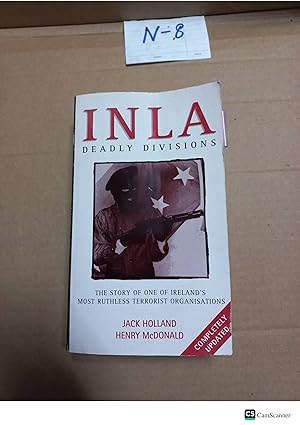 N-8
INLA
DEADLY DIVISIONS
THE STORY OF ONE OF IRELAND'S
MOST RUTHLESS TERRORIST ORGANISATIONS
JACK HOLLAND
HENRY McDONALD
COMPLETELY
UPDATED
CS CamScanner